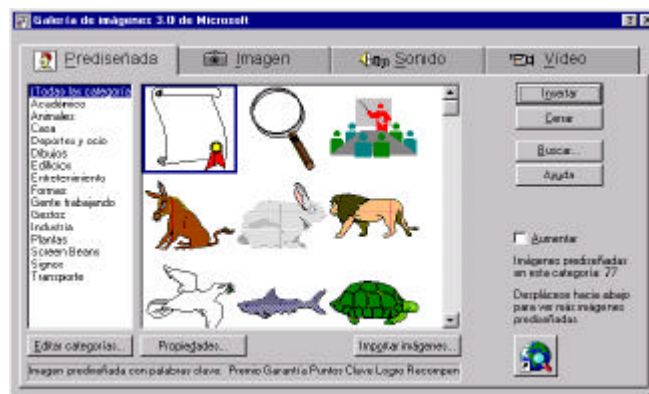 Galería de imágenes 3.0 de Microsoft
Prediseñada
Imagen
Sonido
Vídeo
(Todas las categoría
Académico
Animales
Casa
Deportes y ocio
Dibujos
Edificios
Entretenimiento
Formas
Gente trabajando
Gestos
Industria
Plantas
Screen Beans
Signos
Transporte
Insertar
Cerrar
Buscar...
Ayuda
Aumentar
Imágenes prediseñadas
en esta categoría: 77
Desplácese hacia abajo
para ver más imágenes
prediseñadas
Editar categorías...
Propiedades...
Importar imágenes...
Imagen prediseñada con palabras clave: Premio Garantía Puntos Clave Logro Recompen